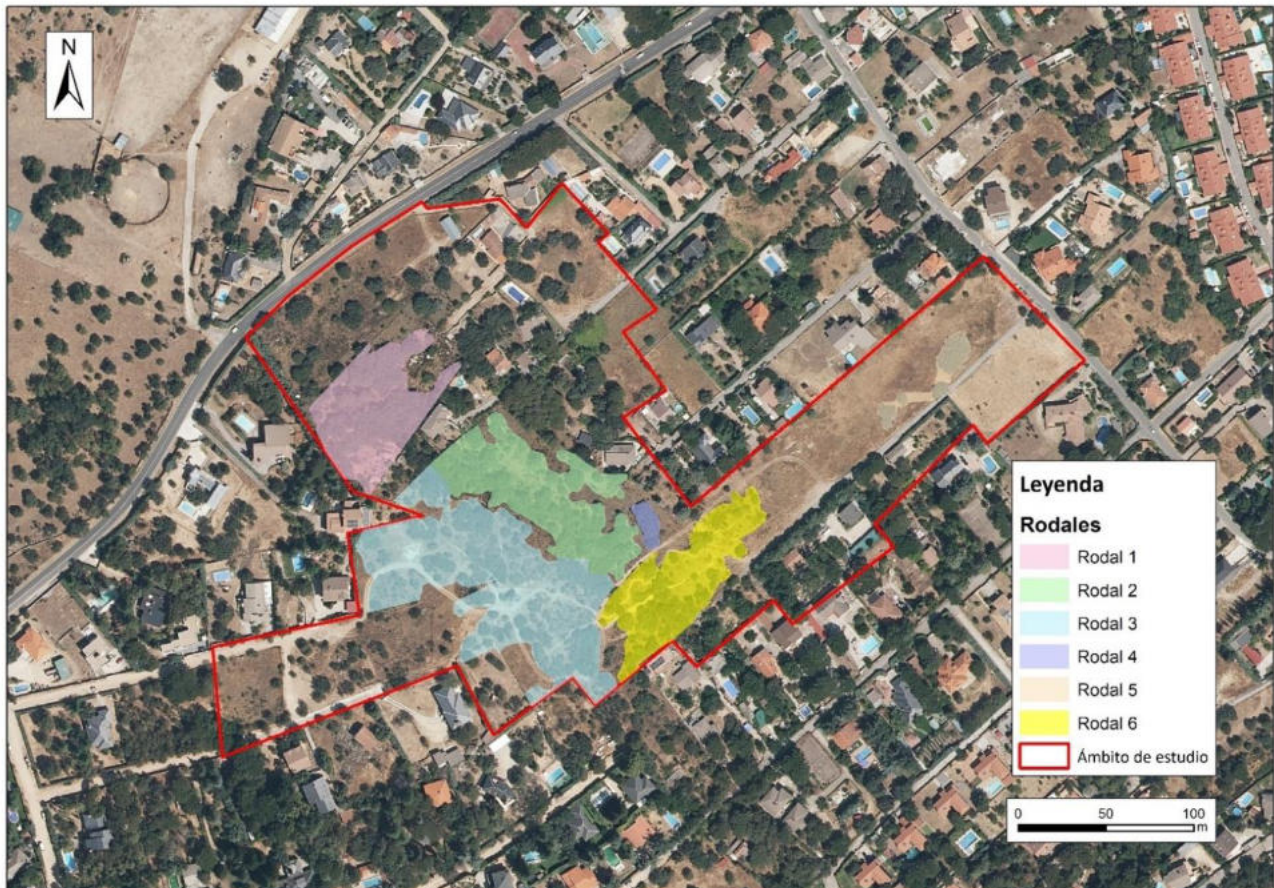 N
Leyenda
Rodales
Rodal 1
Rodal 2
Rodal 3
Rodal 4
Rodal 5
Rodal 6
Ámbito de estudio
0 50 100
m